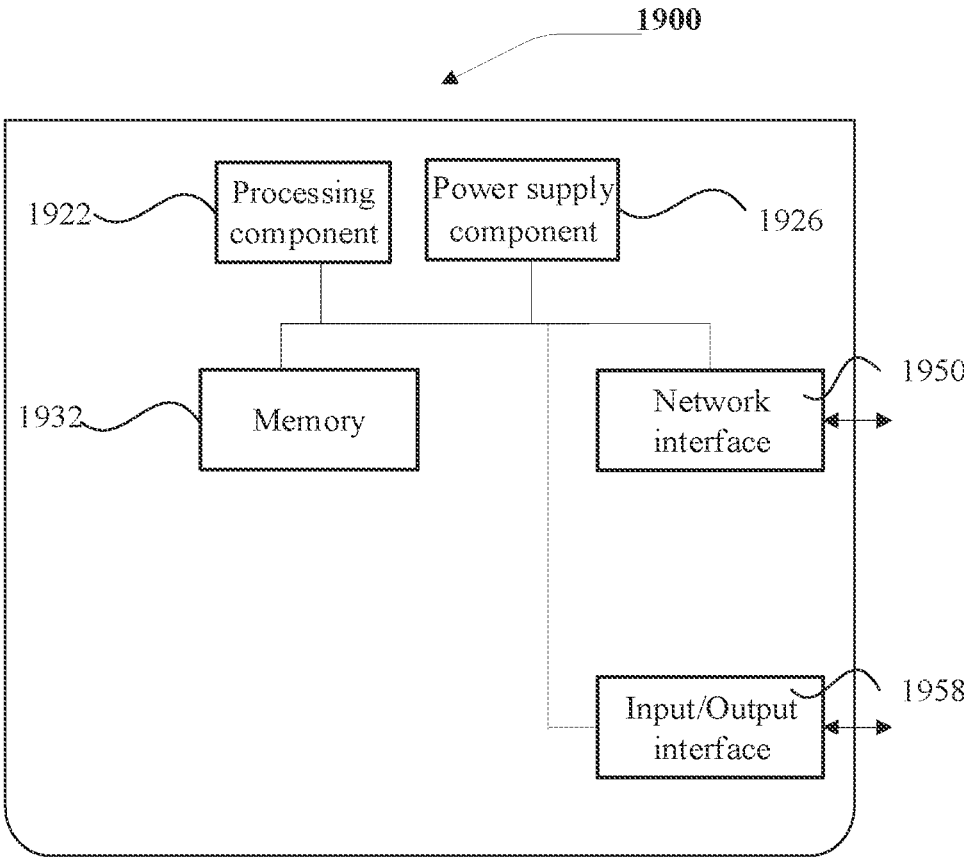 1900
Processing
component
Power supply
component
1922
1926
1950
1932
Memory
Network
interface
1958
Input/Output
interface